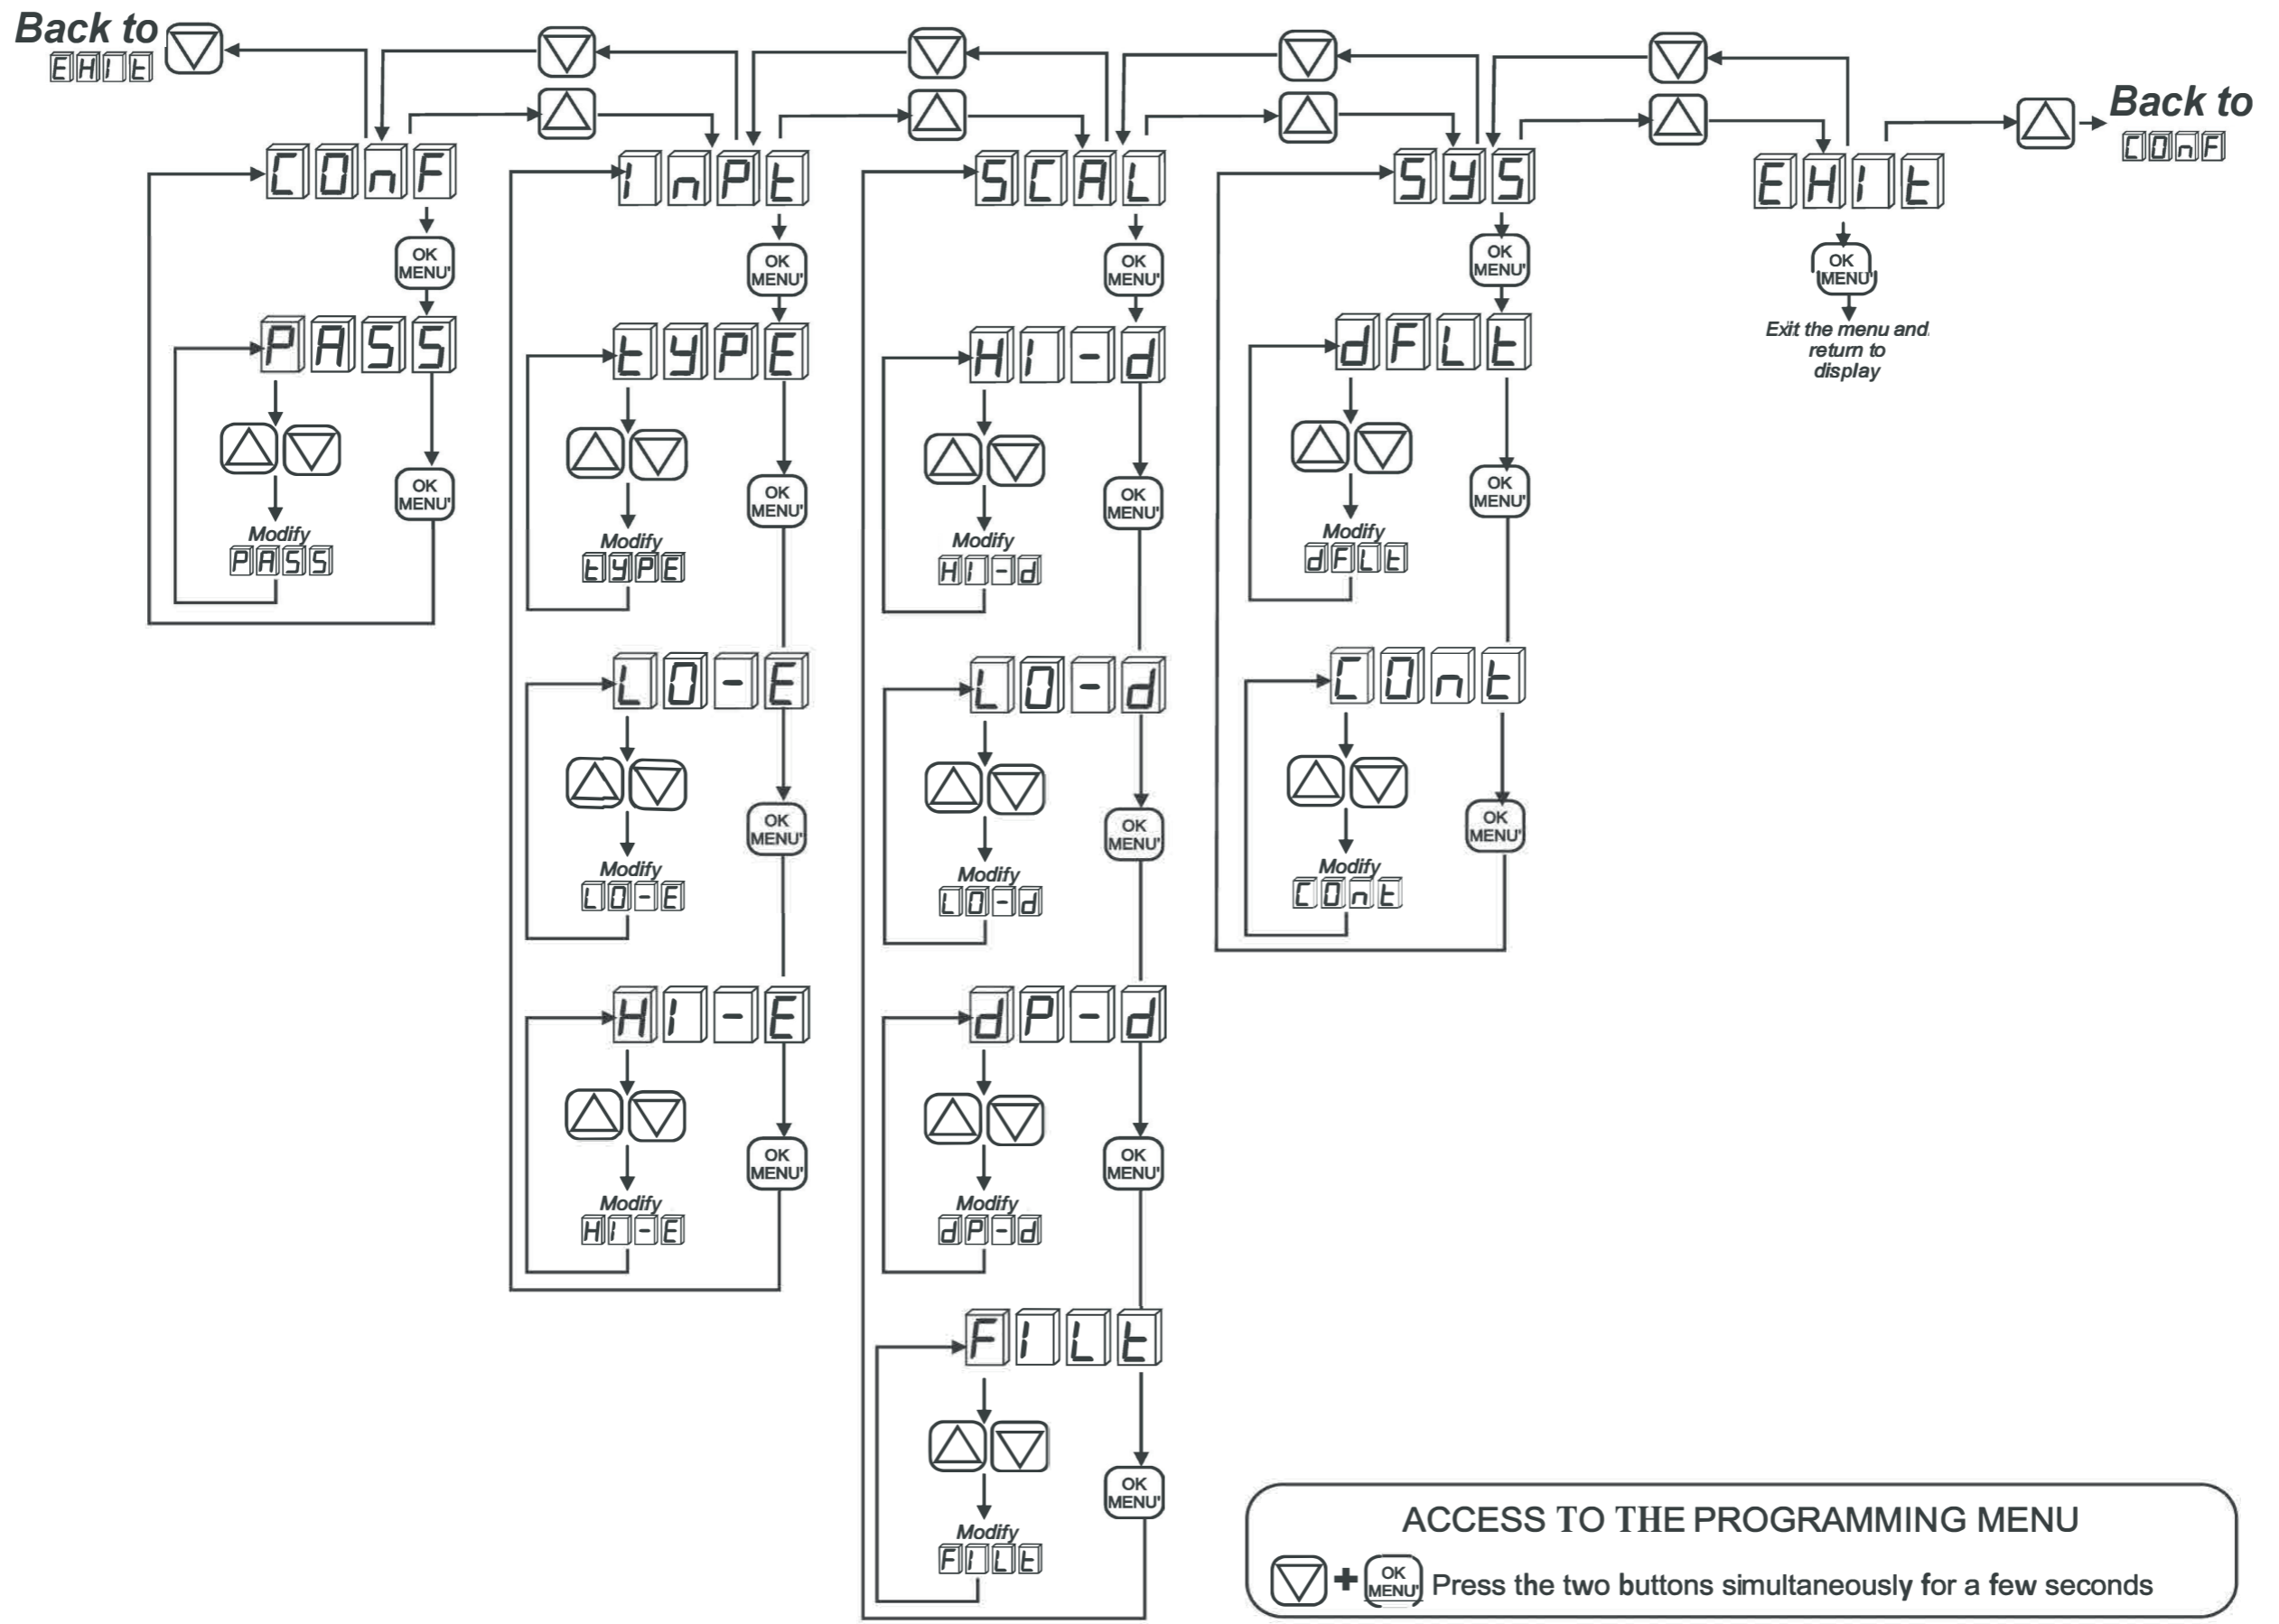 Back to
EHIt
Back to
COnF
COnF
InPt
SCAL
SYS
EHIt
OK
MENU'
OK
MENU'
OK
MENU'
OK
MENU'
OK
MENU'
PASS
tYPE
HI-d
dFLt
Exit the menu and
return to
display
OK
MENU'
OK
MENU'
OK
MENU'
OK
MENU'
Modify
PASS
Modify
tYPE
Modify
HI-d
Modify
dFLt
LO-E
LO-d
COnt
OK
MENU'
OK
MENU'
OK
MENU'
Modify
LO-E
Modify
LO-d
Modify
COnt
HI-E
dP-d
OK
MENU'
OK
MENU'
Modify
HI-E
Modify
dP-d
FILt
OK
MENU'
Modify
FILt
ACCESS TO THE PROGRAMMING MENU
+ OK MENU' Press the two buttons simultaneously for a few seconds